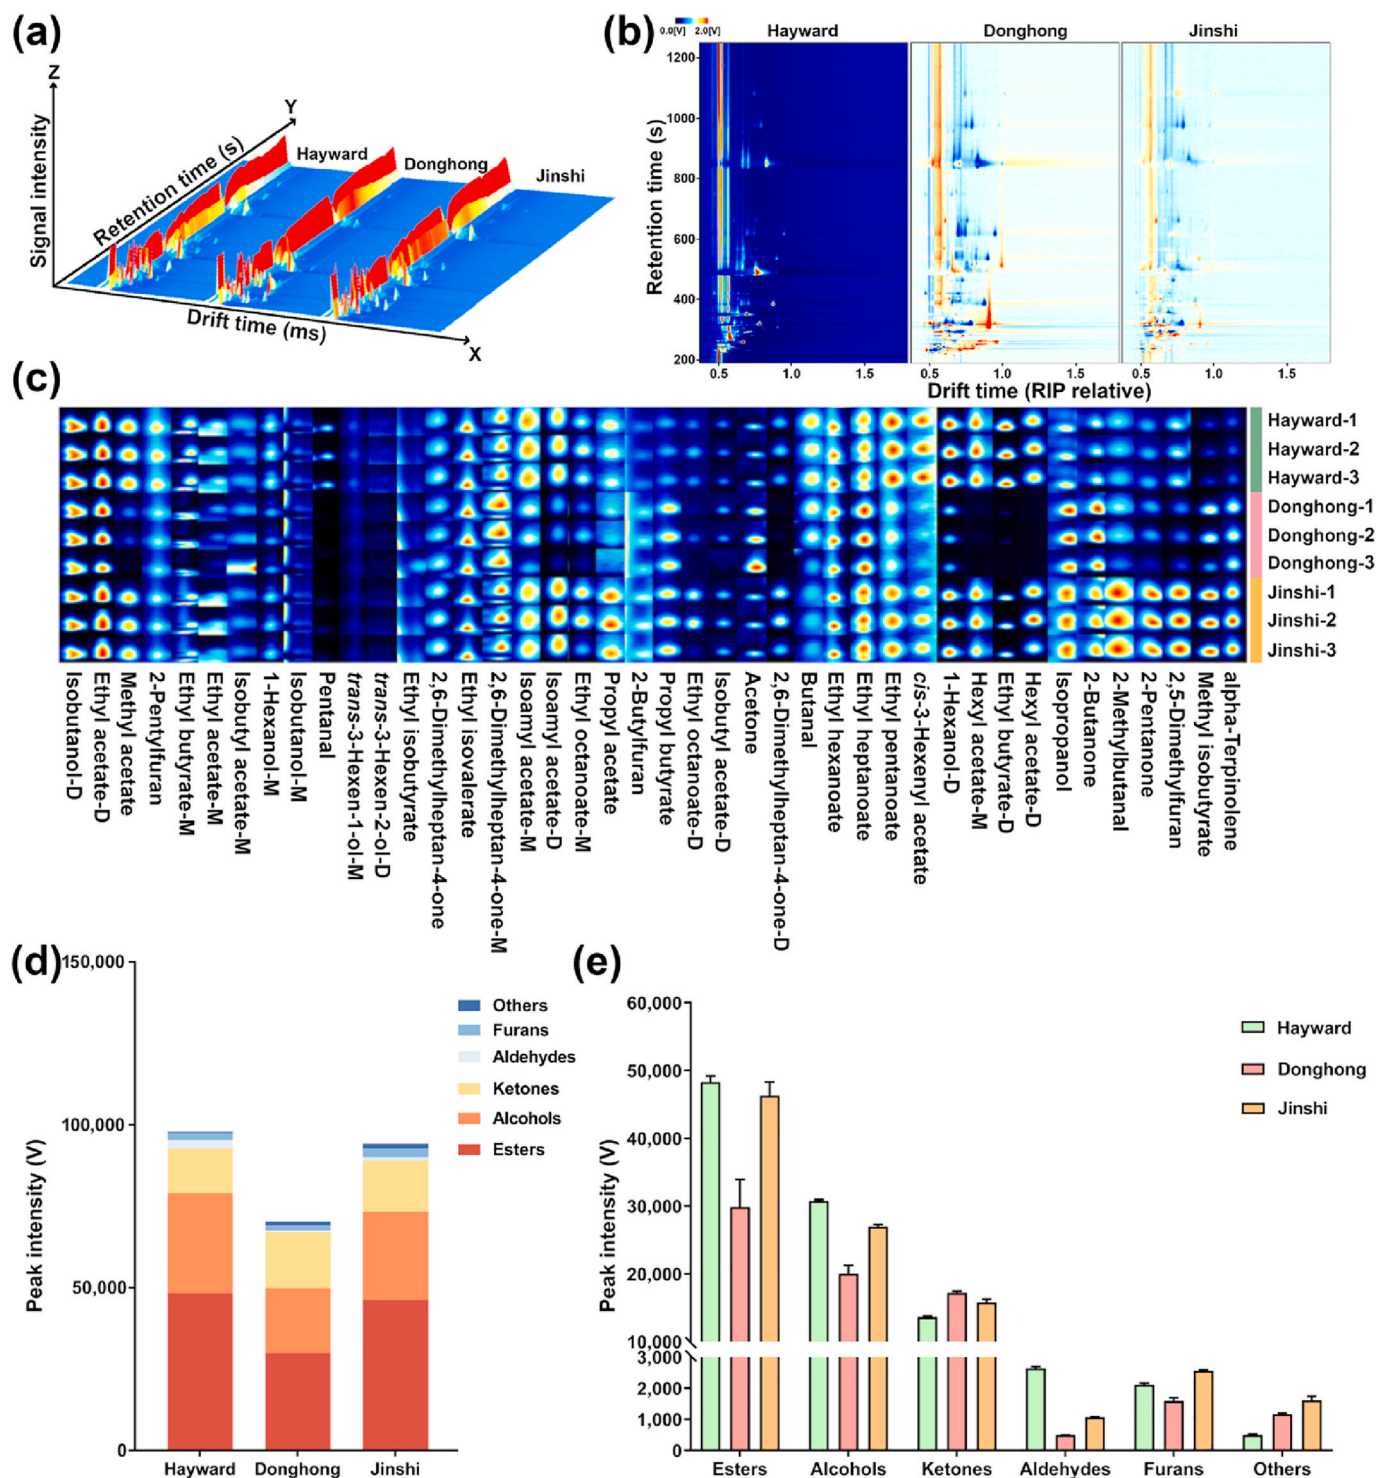 (a)
Z
Signal intensity
Y
Retention time (s)
Hayward
Donghong
Jinshi
Drift time (ms)
X
(b)
0.0[V] 2.0[V]
Hayward Donghong Jinshi
Retention time (s)
1200
1000
800
600
400
200
0.5 1.0 1.5 0.5 1.0 1.5 0.5 1.0 1.5
Drift time (RIP relative)
(c)
Hayward-1
Hayward-2
Hayward-3
Donghong-1
Donghong-2
Donghong-3
Jinshi-1
Jinshi-2
Jinshi-3
Isobutanol-D
Ethyl acetate-D
Methyl acetate
2-Pentylfuran
Ethyl butyrate-M
Ethyl acetate-M
Isobutyl acetate-M
1-Hexanol-M
Isobutanol-M
Pentanal
trans-3-Hexen-1-ol-M
trans-3-Hexen-2-ol-D
Ethyl isobutyrate
2,6-Dimethylheptan-4-one
Ethyl isovalerate
2,6-Dimethylheptan-4-one-M
Isoamyl acetate-M
Isoamyl acetate-D
Ethyl octanoate-M
Propyl acetate
2-Butylfuran
Propyl butyrate
Ethyl octanoate-D
Isobutyl acetate-D
Acetone
2,6-Dimethylheptan-4-one-D
Butanal
Ethyl hexanoate
Ethyl heptanoate
Ethyl pentanoate
cis-3-Hexenyl acetate
1-Hexanol-D
Hexyl acetate-M
Ethyl butyrate-D
Hexyl acetate-D
Isopropanol
2-Butanone
2-Methylbutanal
2-Pentanone
2,5-Dimethylfuran
Methyl isobutyrate
alpha-Terpinolene
(d)
Peak intensity (V)
150,000
100,000
50,000
0
Hayward Donghong Jinshi
Others
Furans
Aldehydes
Ketones
Alcohols
Esters
(e)
Peak intensity (V)
60,000
50,000
40,000
30,000
20,000
10,000
3,000
2,000
1,000
0
Esters Alcohols Ketones Aldehydes Furans Others
Hayward
Donghong
Jinshi